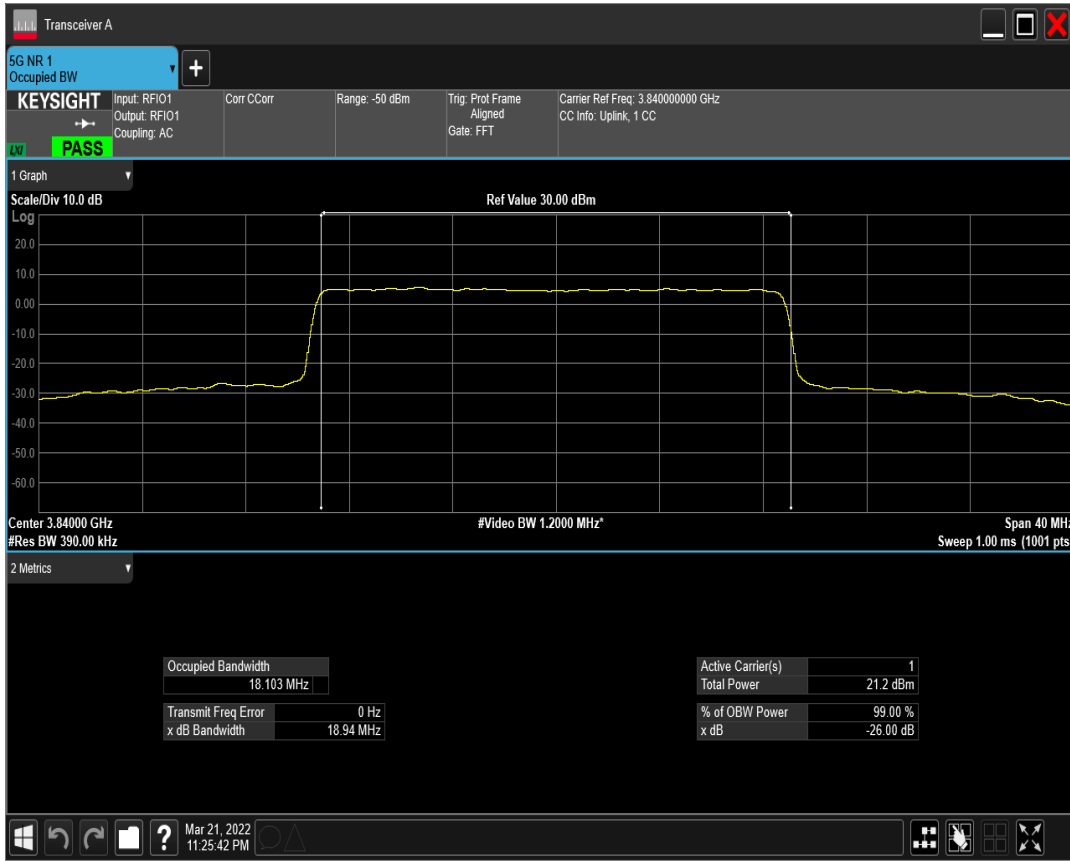 Transceiver A
5G NR 1
Occupied BW
+
KEYSIGHT
LXI PASS
Input: RFIO1
Output: RFIO1
Coupling: AC
Corr CCorr
Range: -50 dBm
Trig: Prot Frame
Aligned
Gate: FFT
Carrier Ref Freq: 3.840000000 GHz
CC Info: Uplink, 1 CC
1 Graph
Scale/Div 10.0 dB
Ref Value 30.00 dBm
Log
20.0
10.0
0.00
-10.0
-20.0
-30.0
-40.0
-50.0
-60.0
Center 3.84000 GHz
#Video BW 1.2000 MHz*
Span 40 MHz
#Res BW 390.00 kHz
Sweep 1.00 ms (1001 pts
2 Metrics
Occupied Bandwidth
18.103 MHz
Transmit Freq Error 0 Hz
x dB Bandwidth 18.94 MHz
Active Carrier(s) 1
Total Power 21.2 dBm
% of OBW Power 99.00 %
x dB -26.00 dB
?
Mar 21, 2022
11:25:42 PM